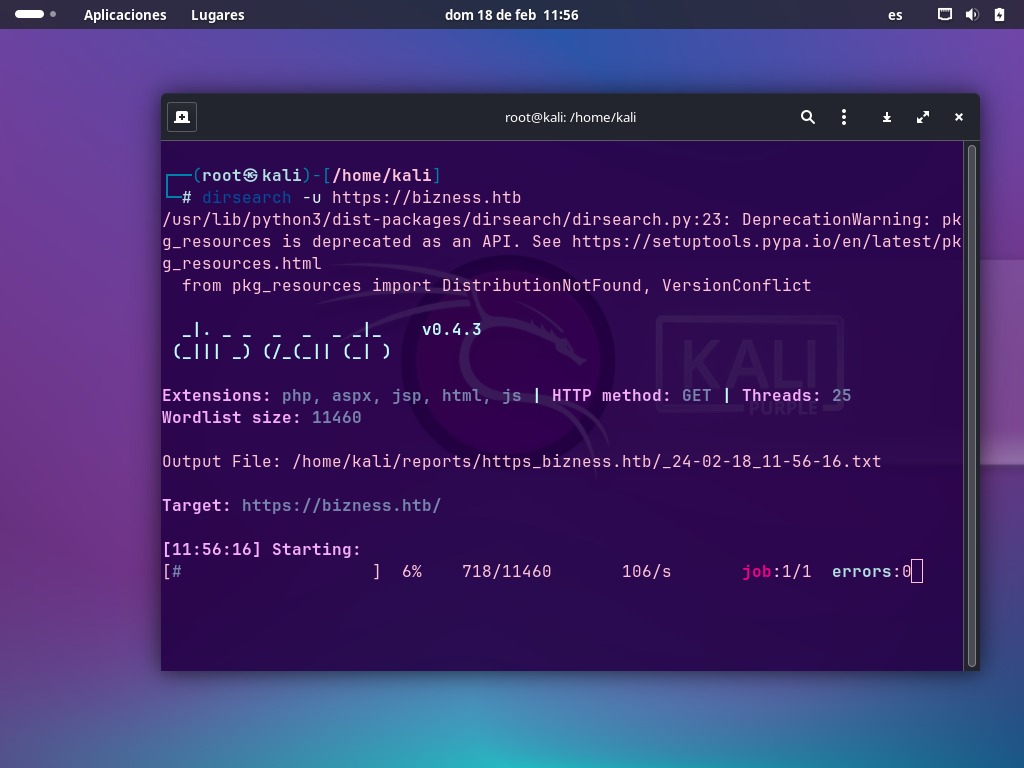 Aplicaciones Lugares dom 18 de feb 11:56 es
root@kali: /home/kali
┌──(root㉿kali)-[/home/kali]
└─# dirsearch -u https://bizness.htb
/usr/lib/python3/dist-packages/dirsearch/dirsearch.py:23: DeprecationWarning: pk
g_resources is deprecated as an API. See https://setuptools.pypa.io/en/latest/pk
g_resources.html
  from pkg_resources import DistributionNotFound, VersionConflict
  _|. _ _  _  _  _ _|_    v0.4.3
 (_||| _) (/_(_|| (_| )
Extensions: php, aspx, jsp, html, js | HTTP method: GET | Threads: 25
Wordlist size: 11460
Output File: /home/kali/reports/https_bizness.htb/_24-02-18_11-56-16.txt
Target: https://bizness.htb/
[11:56:16] Starting:
[#                   ]  6%    718/11460       106/s       job:1/1  errors:0
KALI
PURPLE